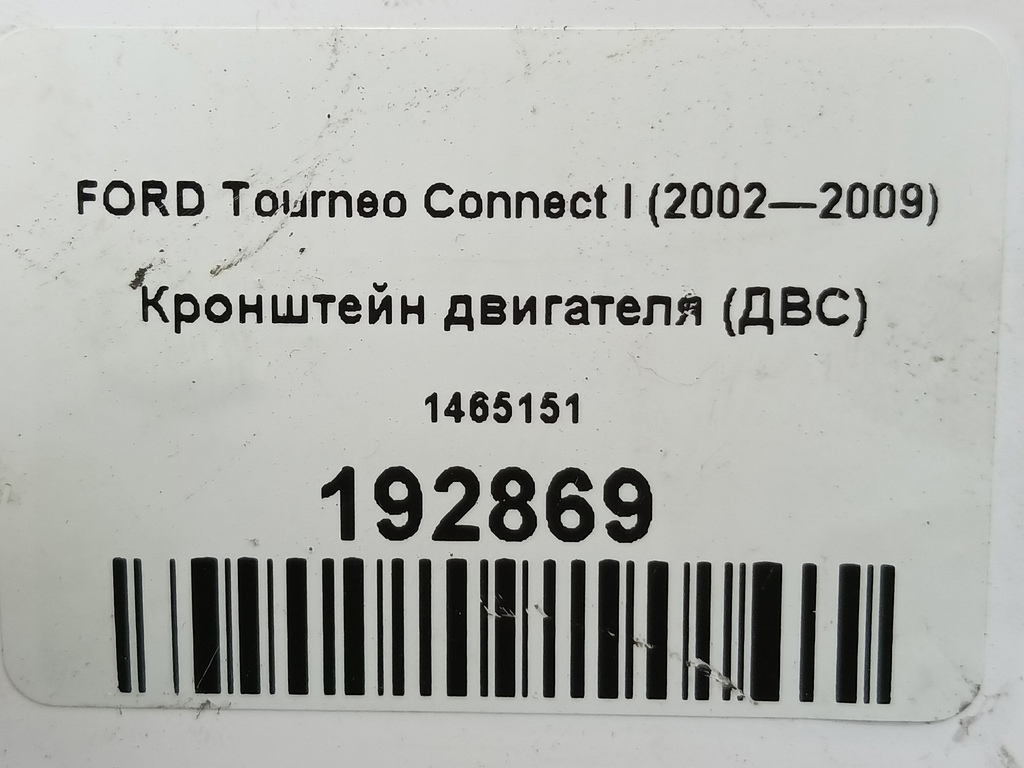 FORD Tourneo Connect I (2002—2009)
Кронштейн двигателя (ДВС)
1465151
192869